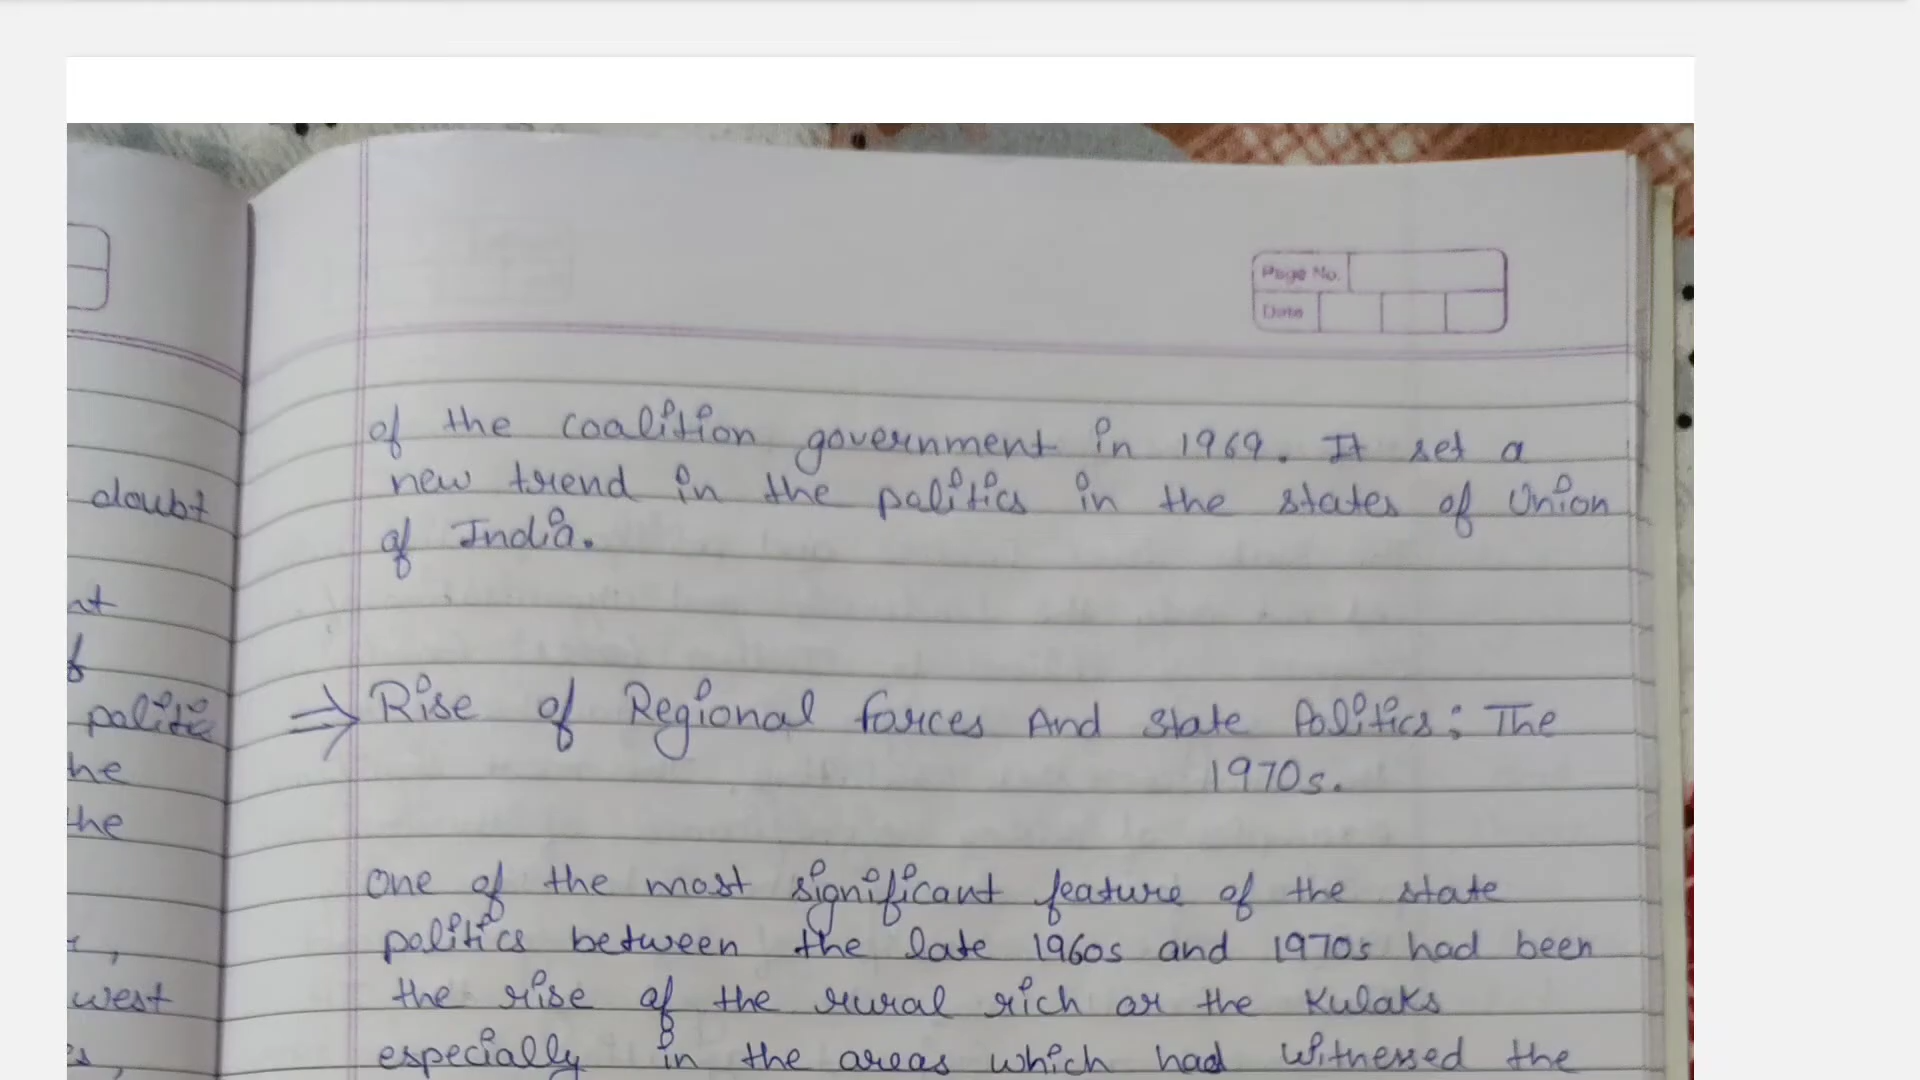 Page No.
Date
doubt
at
politic
he
the
west
of the coalition government in 1969. It set a
new trend in the politics in the states of Union
of India.
⇒ Rise of Regional forces And State Politics : The
1970s.
One of the most significant feature of the state
politics between the late 1960s and 1970s had been
the rise of the rural rich or the Kulaks
especially in the areas which had witnessed the